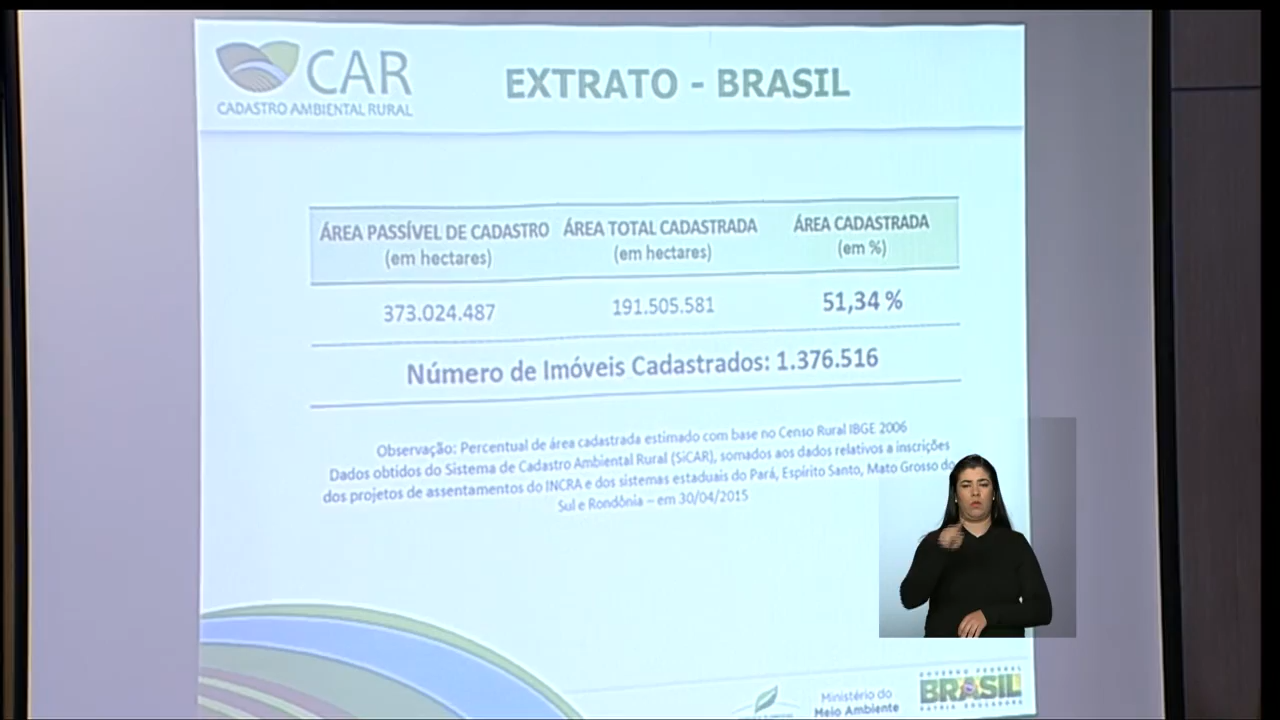 CAR
CADASTRO AMBIENTAL RURAL
EXTRATO - BRASIL
ÁREA PASSÍVEL DE CADASTRO (em hectares)
ÁREA TOTAL CADASTRADA (em hectares)
ÁREA CADASTRADA (em %)
373.024.487
191.505.581
51,34 %
Número de Imóveis Cadastrados: 1.376.516
Observação: Percentual de área cadastrada estimado com base no Censo Rural IBGE 2006
Dados obtidos do Sistema de Cadastro Ambiental Rural (SiCAR), somados aos dados relativos a inscrições
dos projetos de assentamentos do INCRA e dos sistemas estaduais do Pará, Espírito Santo, Mato Grosso do
Sul e Rondônia – em 30/04/2015
Ministério do
Meio Ambiente
GOVERNO FEDERAL
BRASIL
PÁTRIA EDUCADORA